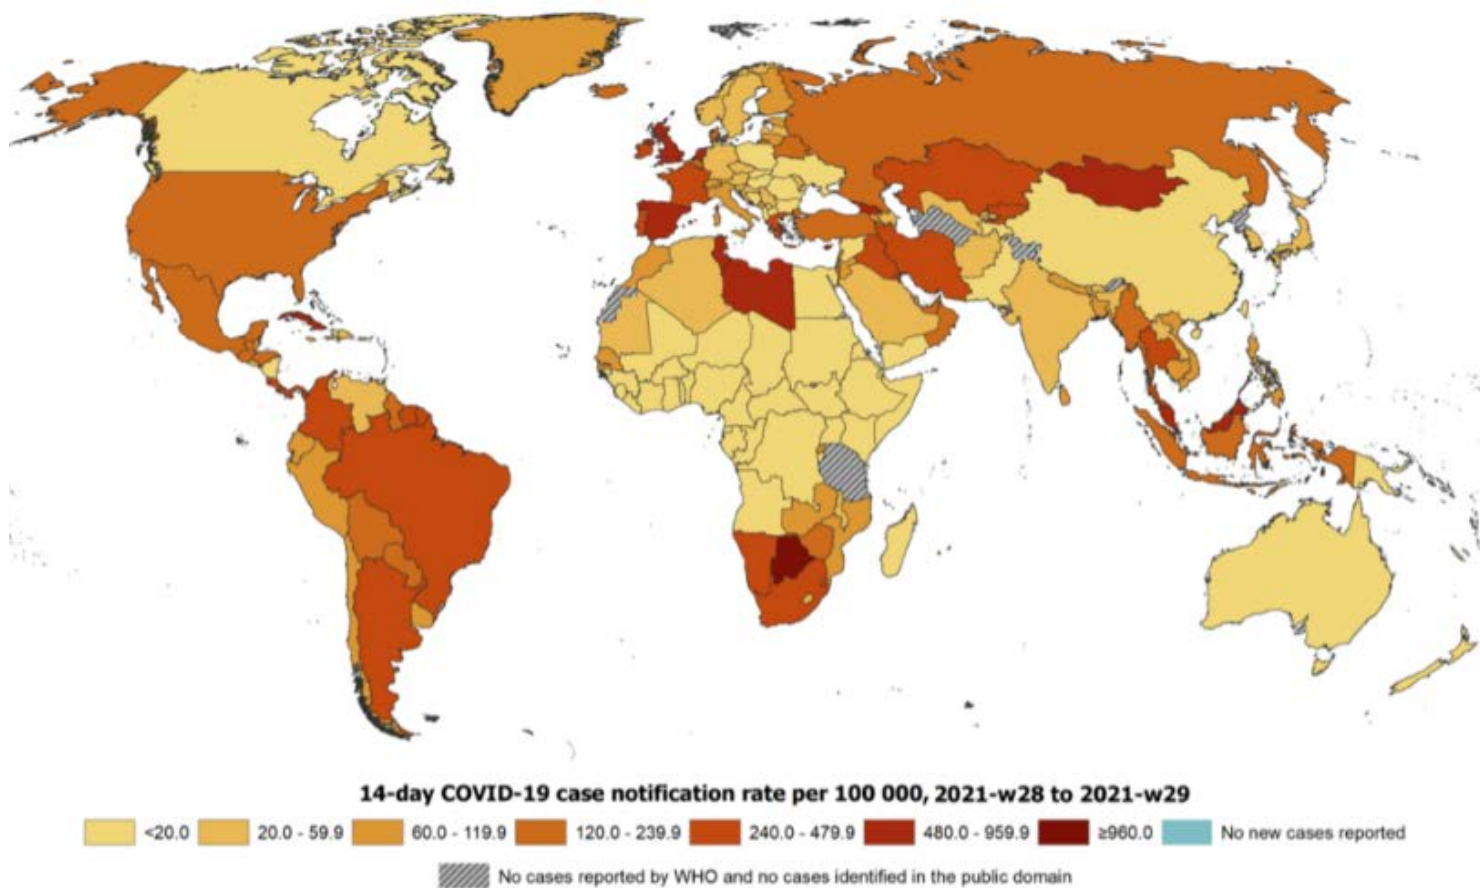 14-day COVID-19 case notification rate per 100 000, 2021-w28 to 2021-w29
<20.0 20.0 - 59.9 60.0 - 119.9 120.0 - 239.9 240.0 - 479.9 480.0 - 959.9 ≥960.0 No new cases reported
No cases reported by WHO and no cases identified in the public domain